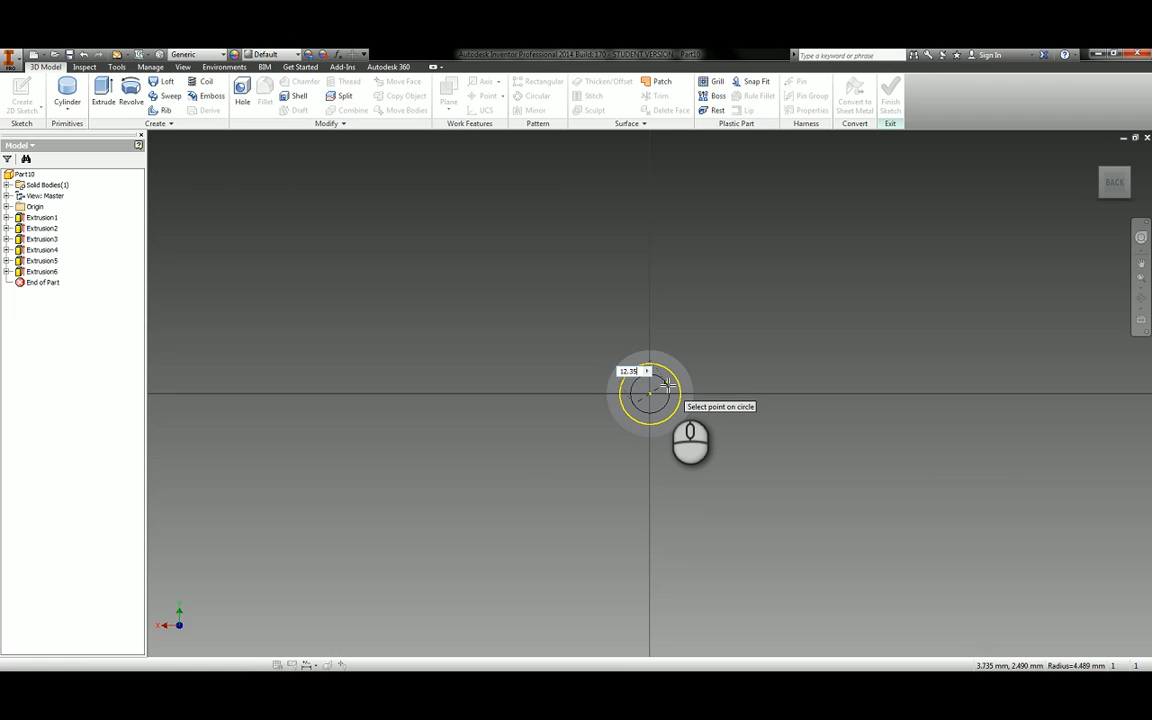 Generic Default Autodesk Inventor Professional 2014 Build: 170 - STUDENT VERSION - Part10 Type a keyword or phrase Sign In
PRO 3D Model Inspect Tools Manage View Environments BIM Get Started Add-Ins Autodesk 360
Create 2D Sketch
Sketch
Cylinder
Primitives
Extrude Revolve Loft Sweep Rib Coil Emboss Derive
Create
Hole Fillet Chamfer Shell Draft Thread Split Combine Move Face Copy Object Move Bodies
Modify
Plane Axis Point UCS
Work Features
Rectangular Circular Mirror
Pattern
Thicken/Offset Stitch Sculpt Patch Trim Delete Face
Surface
Grill Boss Rest Snap Fit Rule Fillet Lip
Plastic Part
Pin Pin Group Properties
Harness
Convert to Sheet Metal
Convert
Finish Sketch
Exit
Model
Part10
Solid Bodies(1)
View: Master
Origin
Extrusion1
Extrusion2
Extrusion3
Extrusion4
Extrusion5
Extrusion6
End of Part
BACK
12.35
Select point on circle
Y
X
3.735 mm, 2.490 mm Radius=4.489 mm 1 1